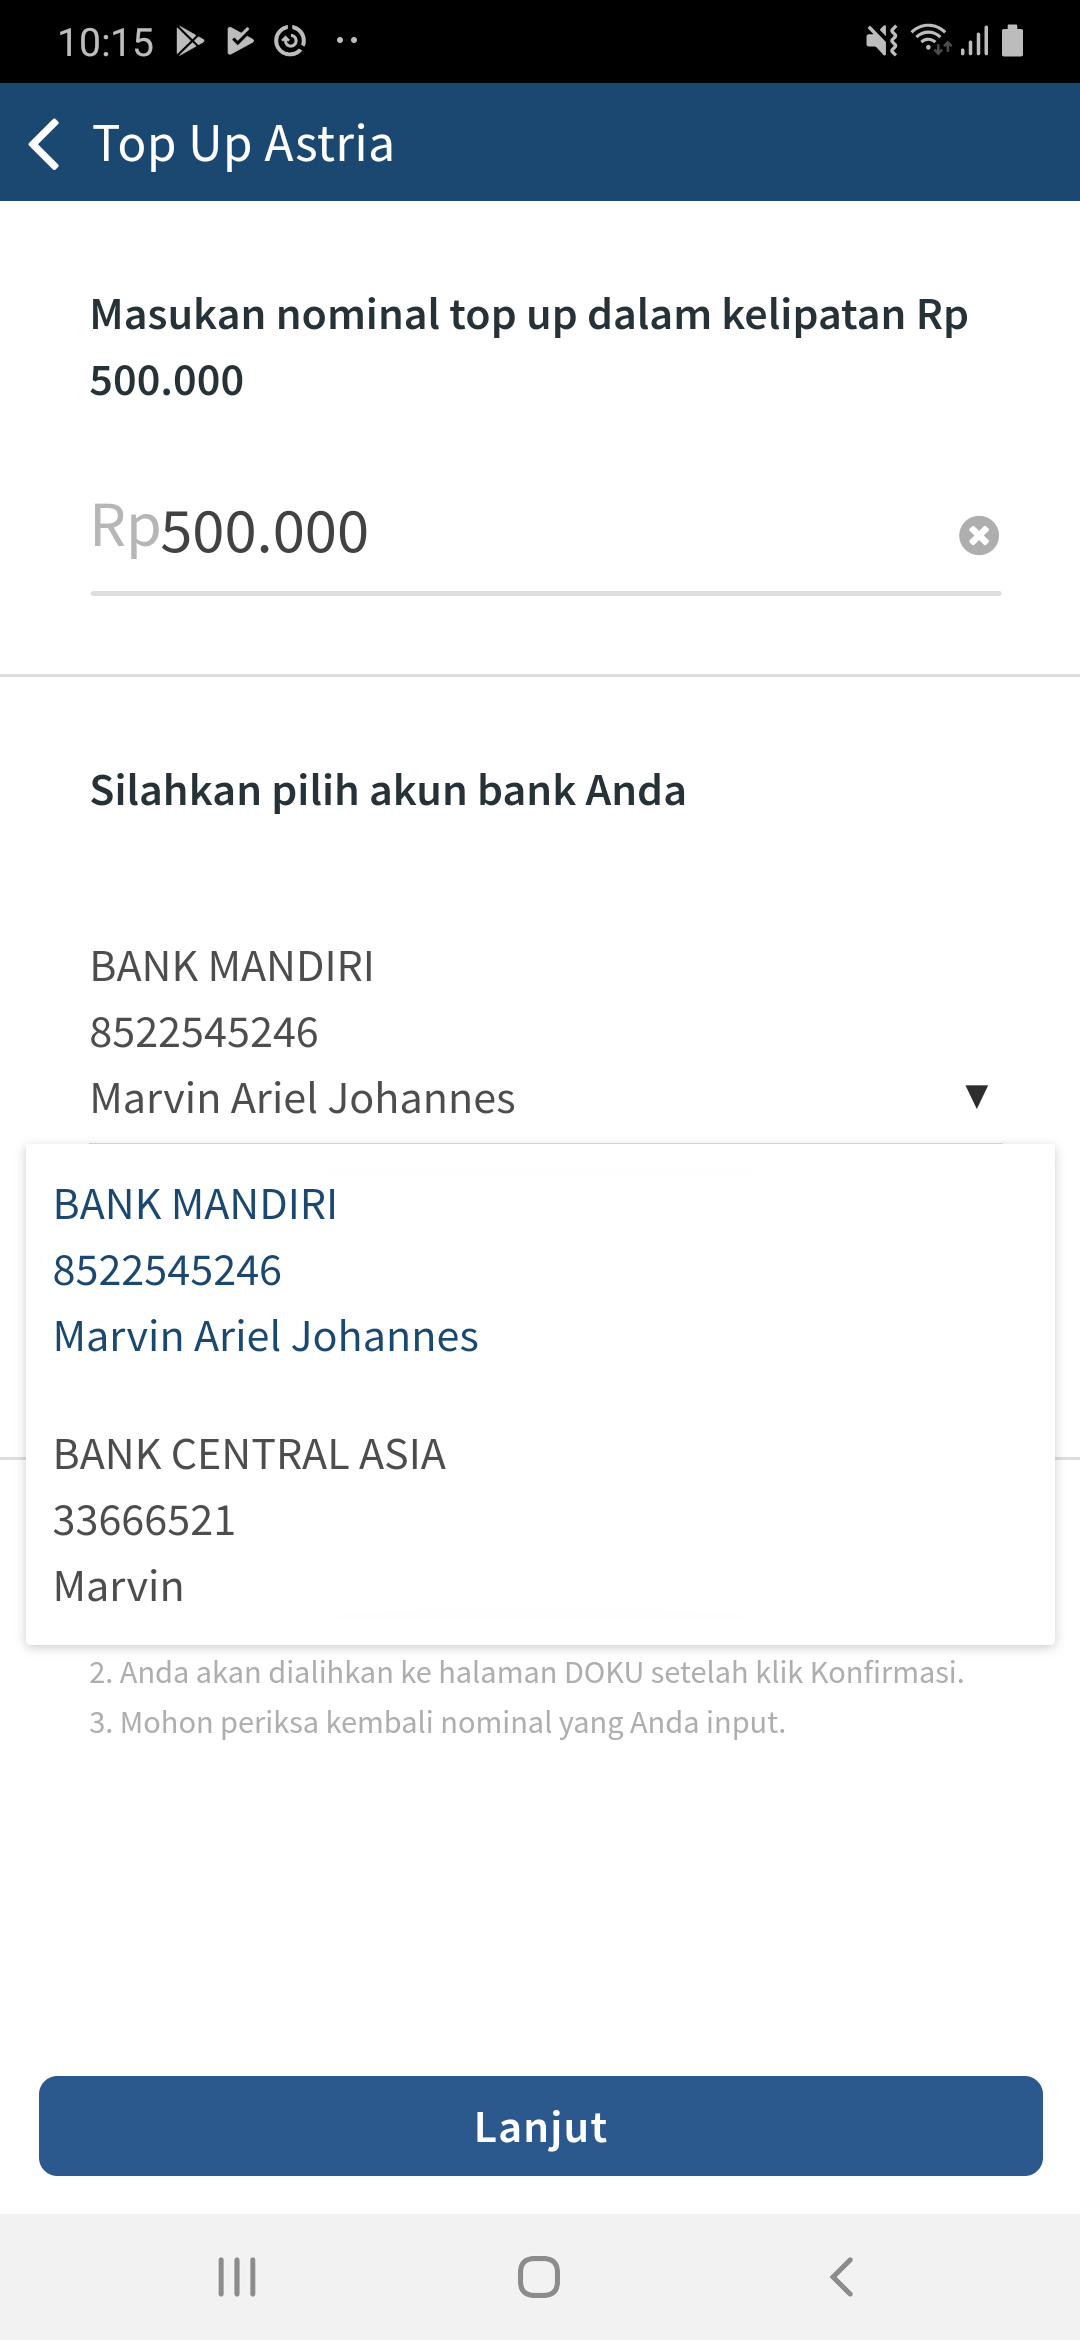 10:15
Top Up Astria
Masukan nominal top up dalam kelipatan Rp
500.000
Rp500.000
Silahkan pilih akun bank Anda
BANK MANDIRI
8522545246
Marvin Ariel Johannes
BANK MANDIRI
8522545246
Marvin Ariel Johannes
BANK CENTRAL ASIA
33666521
Marvin
2. Anda akan dialihkan ke halaman DOKU setelah klik Konfirmasi.
3. Mohon periksa kembali nominal yang Anda input.
Lanjut